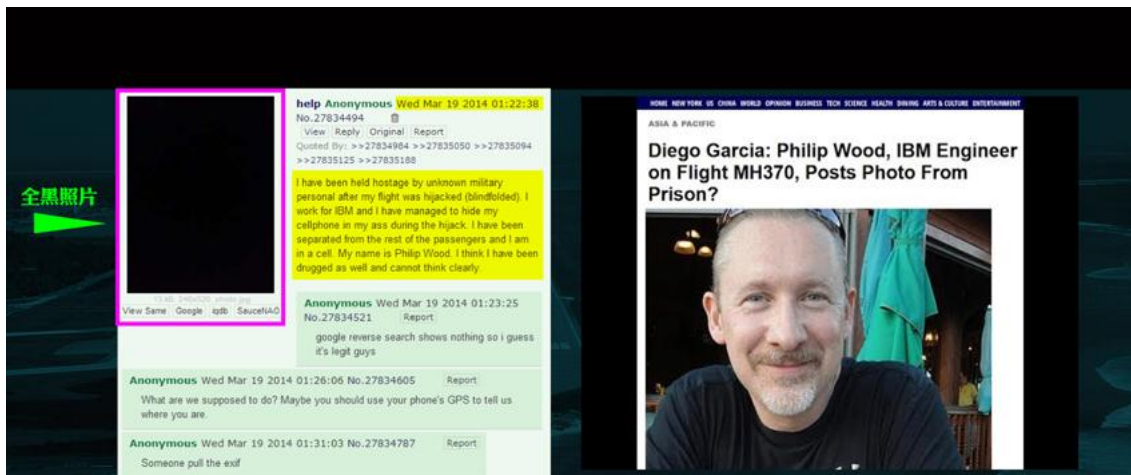 全黑照片
help Anonymous Wed Mar 19 2014 01:22:38
No.27834494
View Reply Original Report
Quoted By: >>27834984 >>27835050 >>27835094
>>27835125 >>27835188
I have been held hostage by unknown military
personal after my flight was hijacked (blindfolded). I
work for IBM and I have managed to hide my
cellphone in my ass during the hijack. I have been
separated from the rest of the passengers and I am
in a cell. My name is Philip Wood. I think I have been
drugged as well and cannot think clearly.
View Same Google iqdb SauceNAO
Anonymous Wed Mar 19 2014 01:23:25
No.27834521 Report
google reverse search shows nothing so i guess
it's legit guys
Anonymous Wed Mar 19 2014 01:26:06 No.27834605 Report
What are we supposed to do? Maybe you should use your phone's GPS to tell us
where you are.
Anonymous Wed Mar 19 2014 01:31:03 No.27834787 Report
Someone pull the exif
HOME NEW YORK US CHINA WORLD OPINION BUSINESS TECH SCIENCE HEALTH DINING ARTS & CULTURE ENTERTAINMENT
ASIA & PACIFIC
Diego Garcia: Philip Wood, IBM Engineer
on Flight MH370, Posts Photo From
Prison?